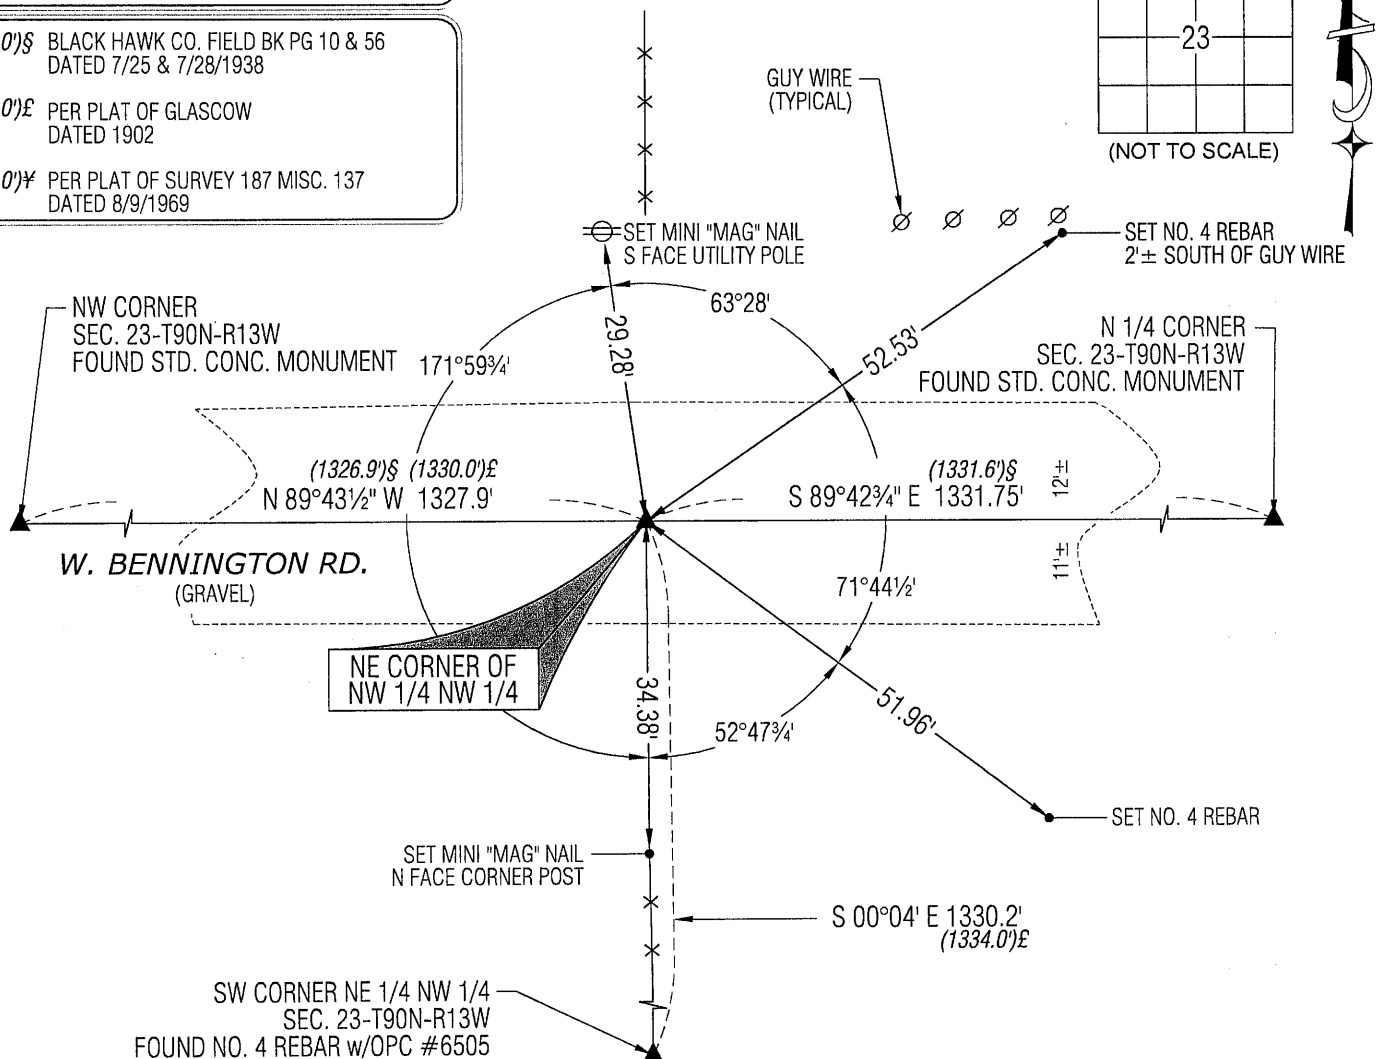 0')§ BLACK HAWK CO. FIELD BK PG 10 & 56
DATED 7/25 & 7/28/1938
0')£ PER PLAT OF GLASCOW
DATED 1902
0')¥ PER PLAT OF SURVEY 187 MISC. 137
DATED 8/9/1969
GUY WIRE
(TYPICAL)
23
(NOT TO SCALE)
SET MINI "MAG" NAIL
S FACE UTILITY POLE
SET NO. 4 REBAR
2'± SOUTH OF GUY WIRE
NW CORNER
SEC. 23-T90N-R13W
FOUND STD. CONC. MONUMENT
171°59¾'
29.28'
63°28'
52.53'
N 1/4 CORNER
SEC. 23-T90N-R13W
FOUND STD. CONC. MONUMENT
(1326.9')§ (1330.0')£
N 89°43½" W 1327.9'
(1331.6')§
S 89°42¾" E 1331.75'
12'±
11'±
W. BENNINGTON RD.
(GRAVEL)
71°44½'
NE CORNER OF
NW 1/4 NW 1/4
34.38'
52°47¾'
51.96'
SET NO. 4 REBAR
SET MINI "MAG" NAIL
N FACE CORNER POST
S 00°04' E 1330.2'
(1334.0')£
SW CORNER NE 1/4 NW 1/4
SEC. 23-T90N-R13W
FOUND NO. 4 REBAR w/OPC #6505